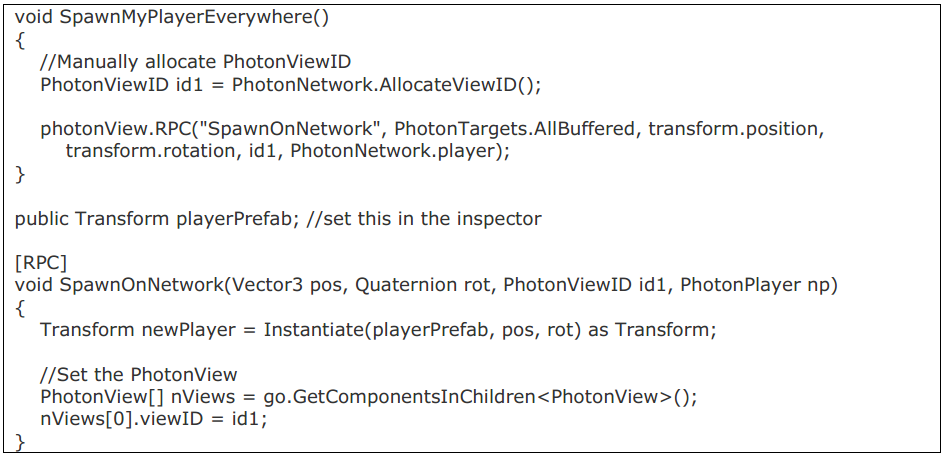 void SpawnMyPlayerEverywhere()
{
//Manually allocate PhotonViewID
PhotonViewID id1 = PhotonNetwork.AllocateViewID();
photonView.RPC("SpawnOnNetwork", PhotonTargets.AllBuffered, transform.position,
transform.rotation, id1, PhotonNetwork.player);
}
public Transform playerPrefab; //set this in the inspector
[RPC]
void SpawnOnNetwork(Vector3 pos, Quaternion rot, PhotonViewID id1, PhotonPlayer np)
{
Transform newPlayer = Instantiate(playerPrefab, pos, rot) as Transform;
//Set the PhotonView
PhotonView[] nViews = go.GetComponentsInChildren<PhotonView>();
nViews[0].viewID = id1;
}